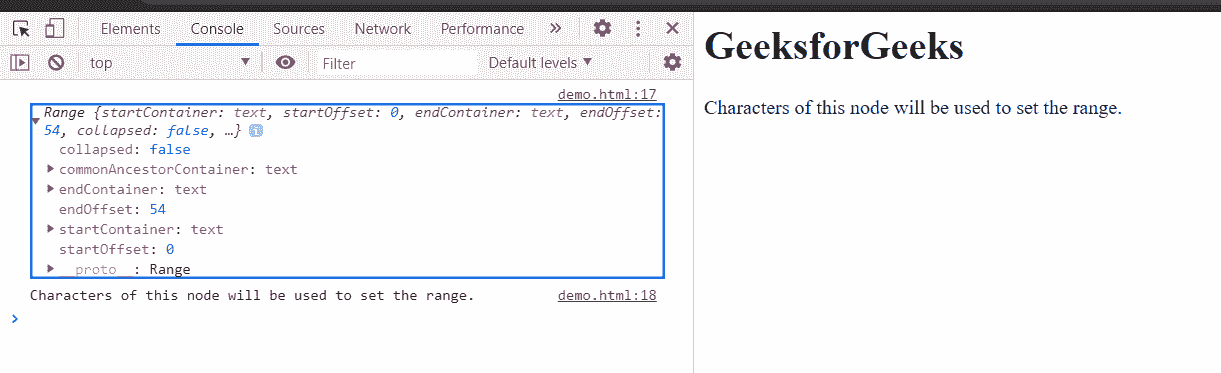 Elements Console Sources Network Performance »
top ▼ Filter Default levels ▼
demo.html:17
Range {startContainer: text, startOffset: 0, endContainer: text, endOffset:
54, collapsed: false, …} i
collapsed: false
commonAncestorContainer: text
endContainer: text
endOffset: 54
startContainer: text
startOffset: 0
__proto__: Range
Characters of this node will be used to set the range. demo.html:18
>
GeeksforGeeks
Characters of this node will be used to set the range.